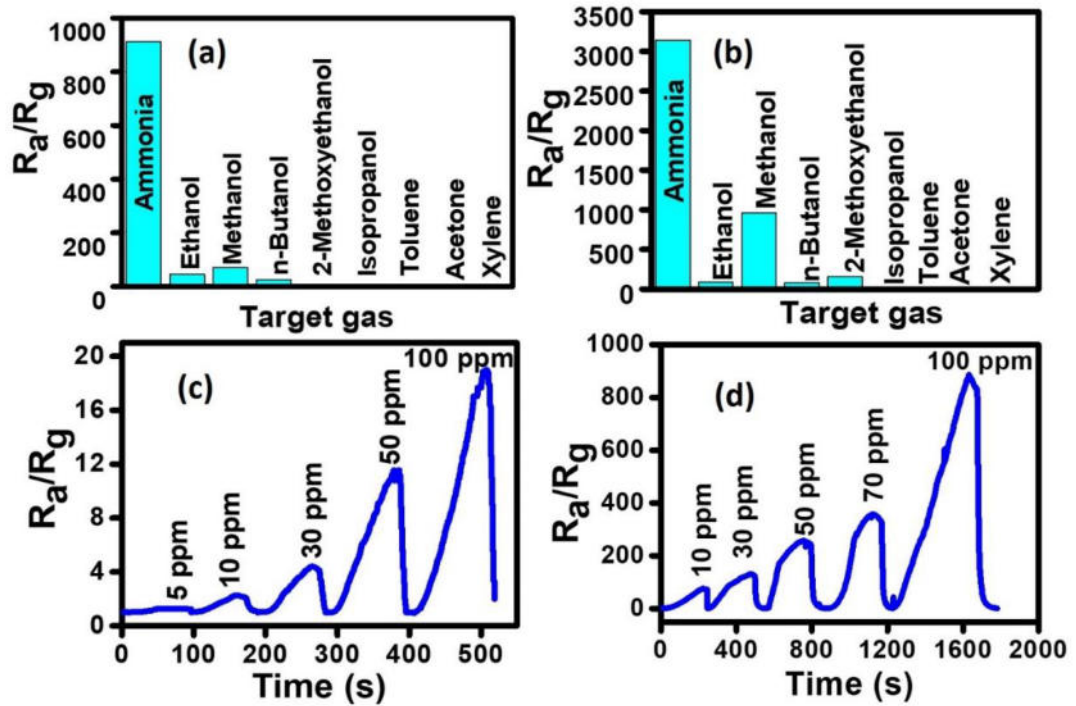 (a)
Ra/Rg
1000
800
600
400
200
0
Ammonia
Ethanol
Methanol
n-Butanol
2-Methoxyethanol
Isopropanol
Toluene
Acetone
Xylene
Target gas
(b)
Ra/Rg
3500
3000
2500
2000
1500
1000
500
0
Ammonia
Ethanol
Methanol
n-Butanol
2-Methoxyethanol
Isopropanol
Toluene
Acetone
Xylene
Target gas
(c)
Ra/Rg
20
16
12
8
4
0
5 ppm
10 ppm
30 ppm
50 ppm
100 ppm
0 100 200 300 400 500
Time (s)
(d)
Ra/Rg
1000
800
600
400
200
0
10 ppm
30 ppm
50 ppm
70 ppm
100 ppm
0 400 800 1200 1600 2000
Time (s)